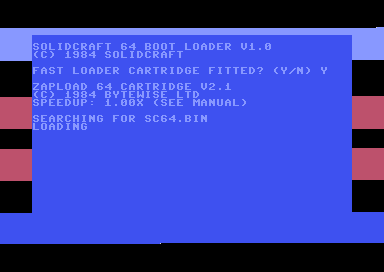 SOLIDCRAFT 64 BOOT LOADER V1.0
(C) 1984 SOLIDCRAFT
FAST LOADER CARTRIDGE FITTED? (Y/N) Y
ZAPLOAD 64 CARTRIDGE V2.1
(C) 1984 BYTEWISE LTD
SPEEDUP: 1.00X (SEE MANUAL)
SEARCHING FOR SC64.BIN
LOADING